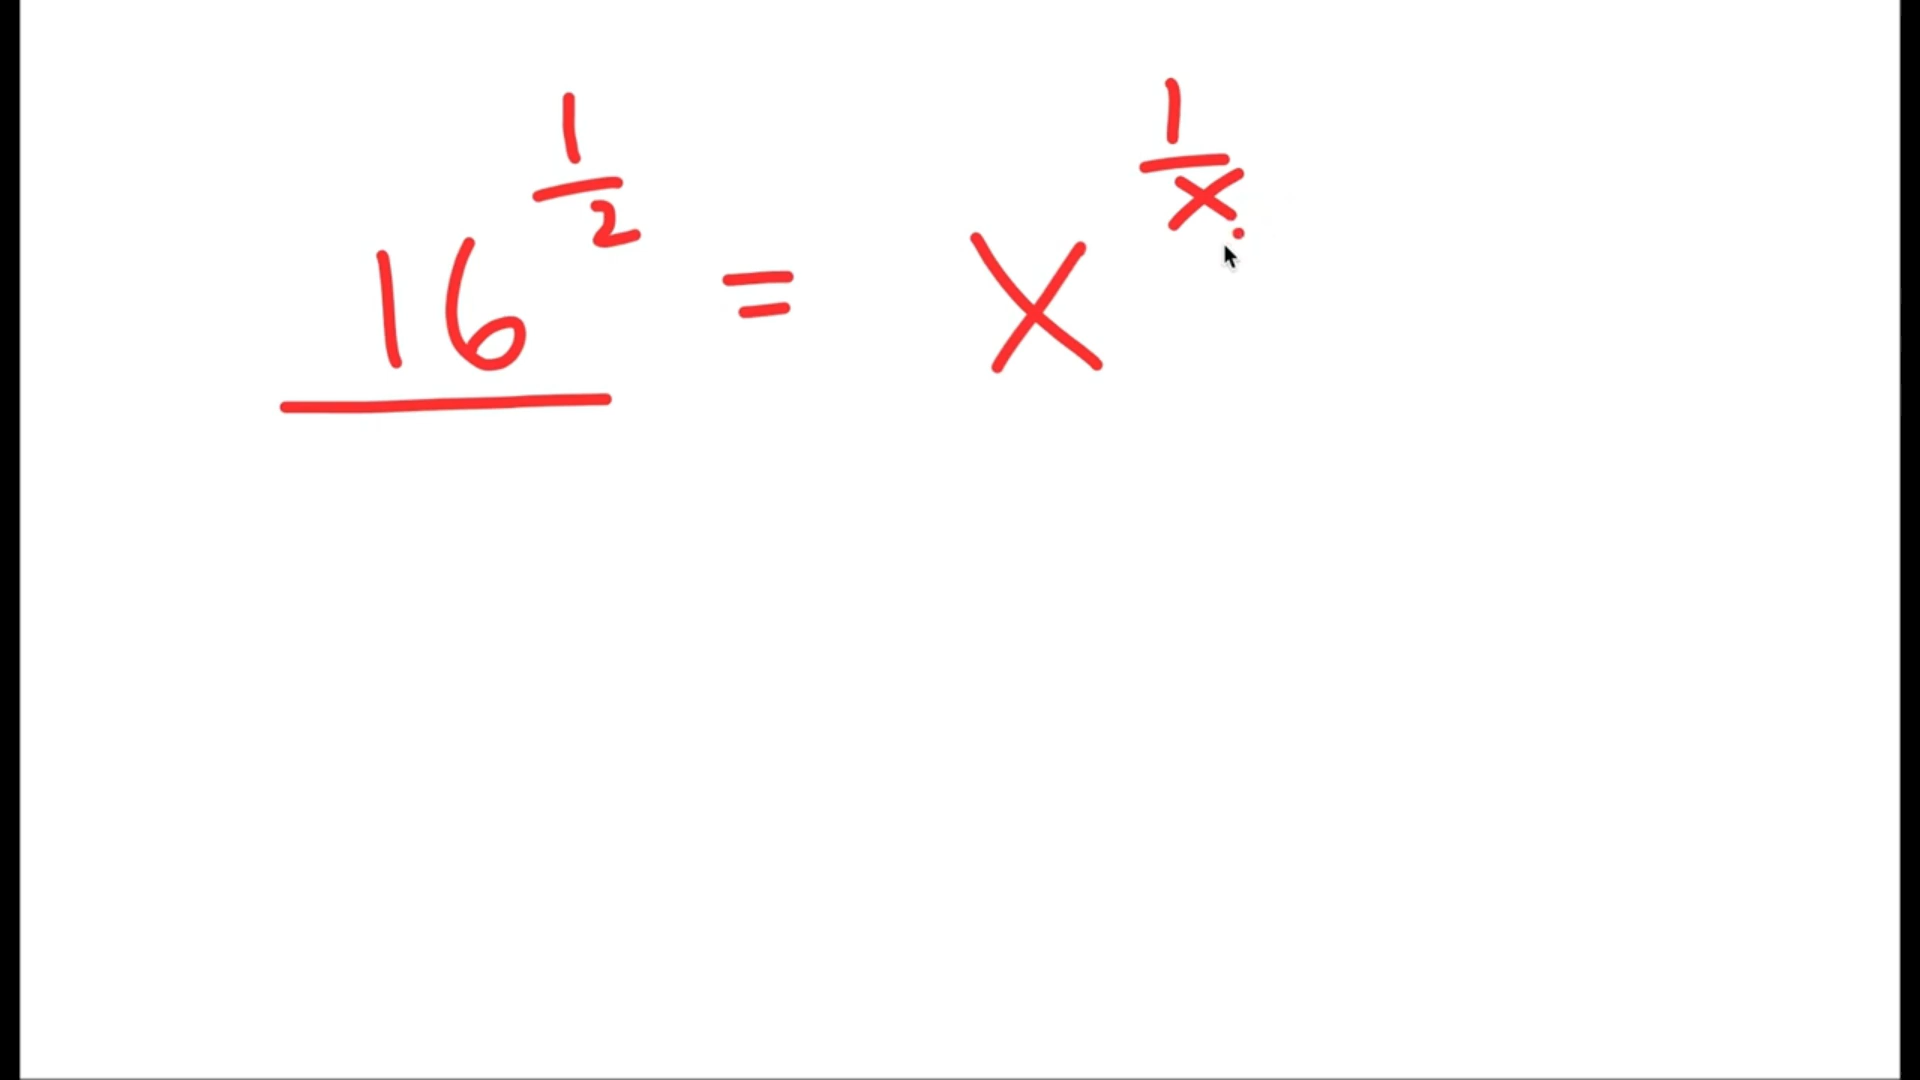 16^(1/2) = x^(1/x)